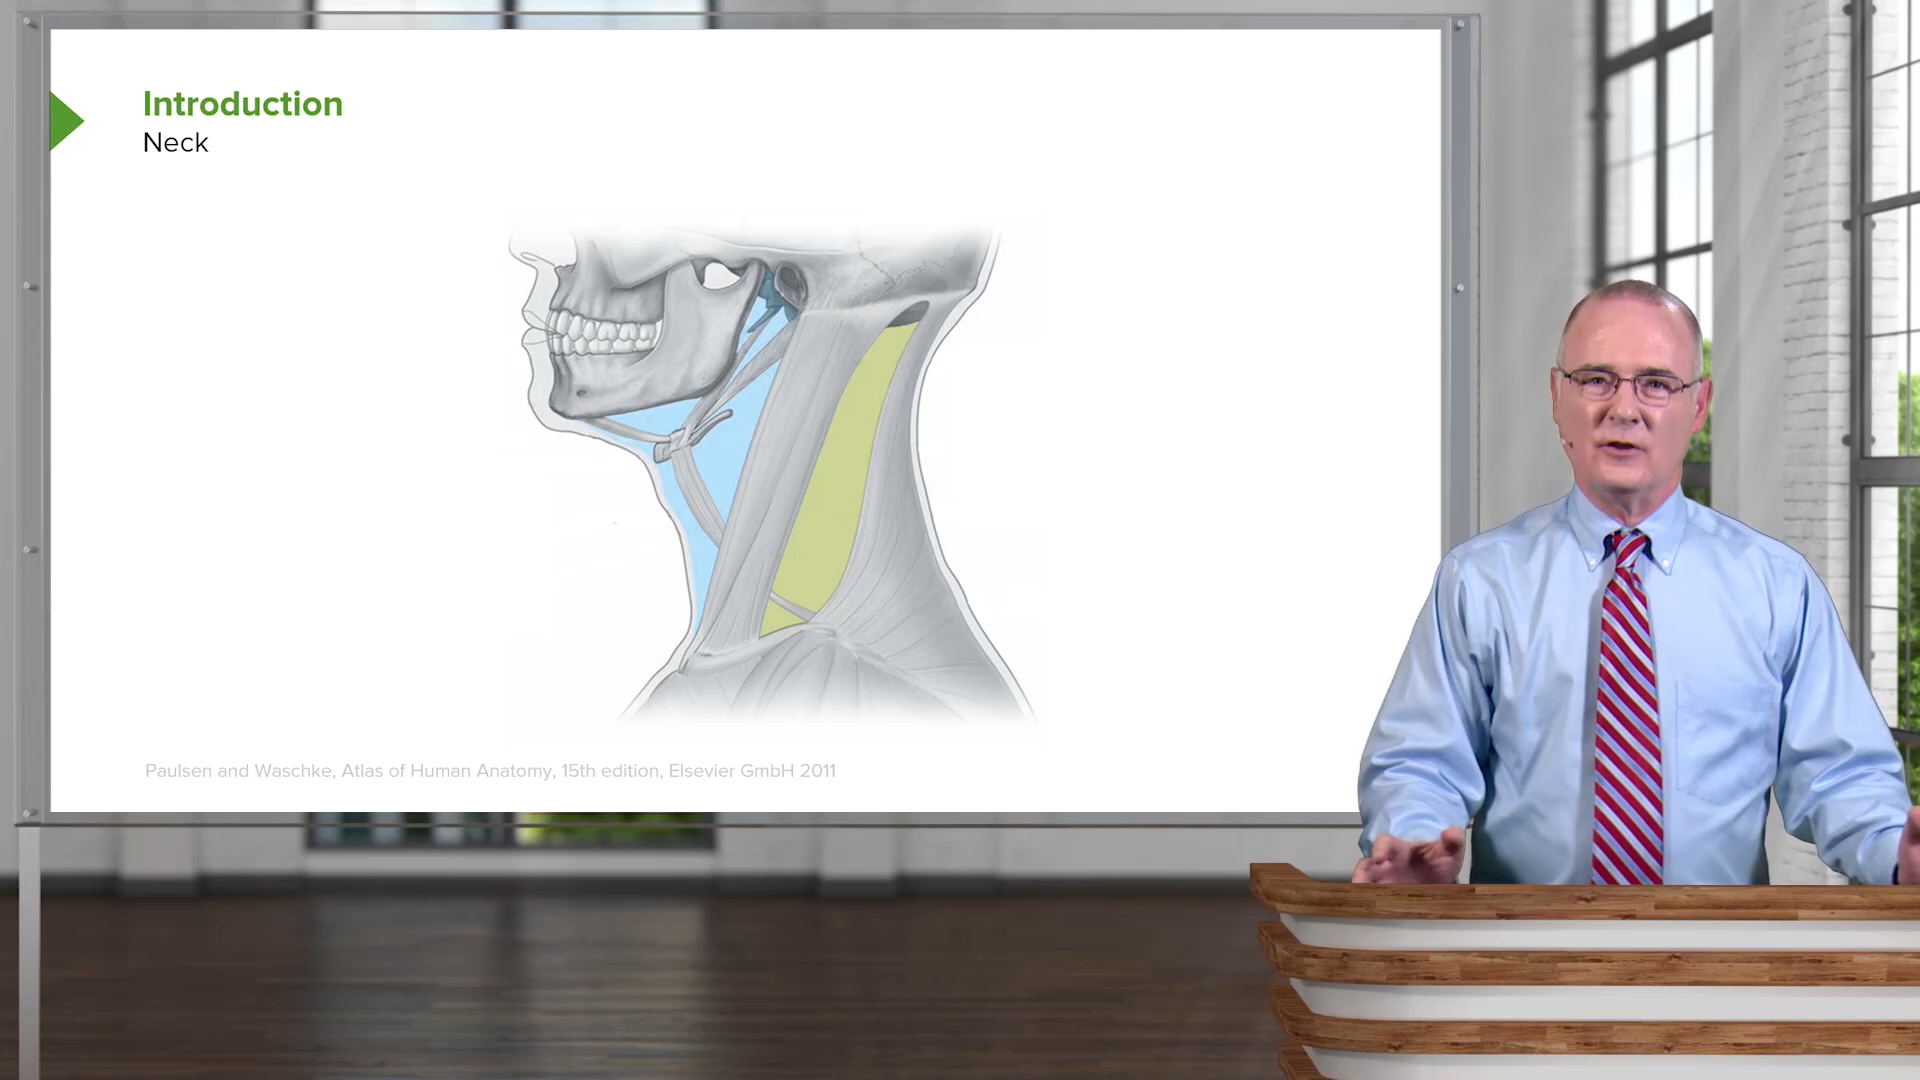 Introduction
Neck
Paulsen and Waschke, Atlas of Human Anatomy, 15th edition, Elsevier GmbH 2011